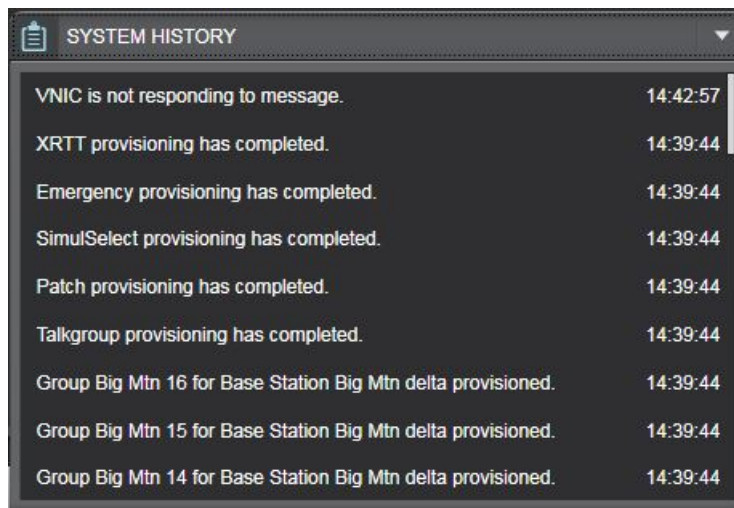 SYSTEM HISTORY
VNIC is not responding to message. 14:42:57
XRTT provisioning has completed. 14:39:44
Emergency provisioning has completed. 14:39:44
SimulSelect provisioning has completed. 14:39:44
Patch provisioning has completed. 14:39:44
Talkgroup provisioning has completed. 14:39:44
Group Big Mtn 16 for Base Station Big Mtn delta provisioned. 14:39:44
Group Big Mtn 15 for Base Station Big Mtn delta provisioned. 14:39:44
Group Big Mtn 14 for Base Station Big Mtn delta provisioned. 14:39:44